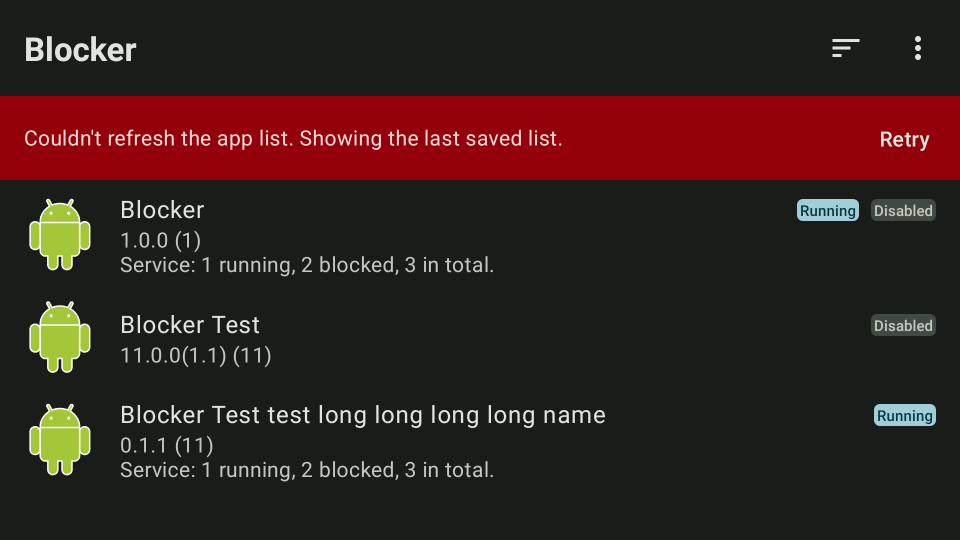 Blocker
Couldn't refresh the app list. Showing the last saved list. Retry
Blocker Running Disabled
1.0.0 (1)
Service: 1 running, 2 blocked, 3 in total.
Blocker Test Disabled
11.0.0(1.1) (11)
Blocker Test test long long long long name Running
0.1.1 (11)
Service: 1 running, 2 blocked, 3 in total.